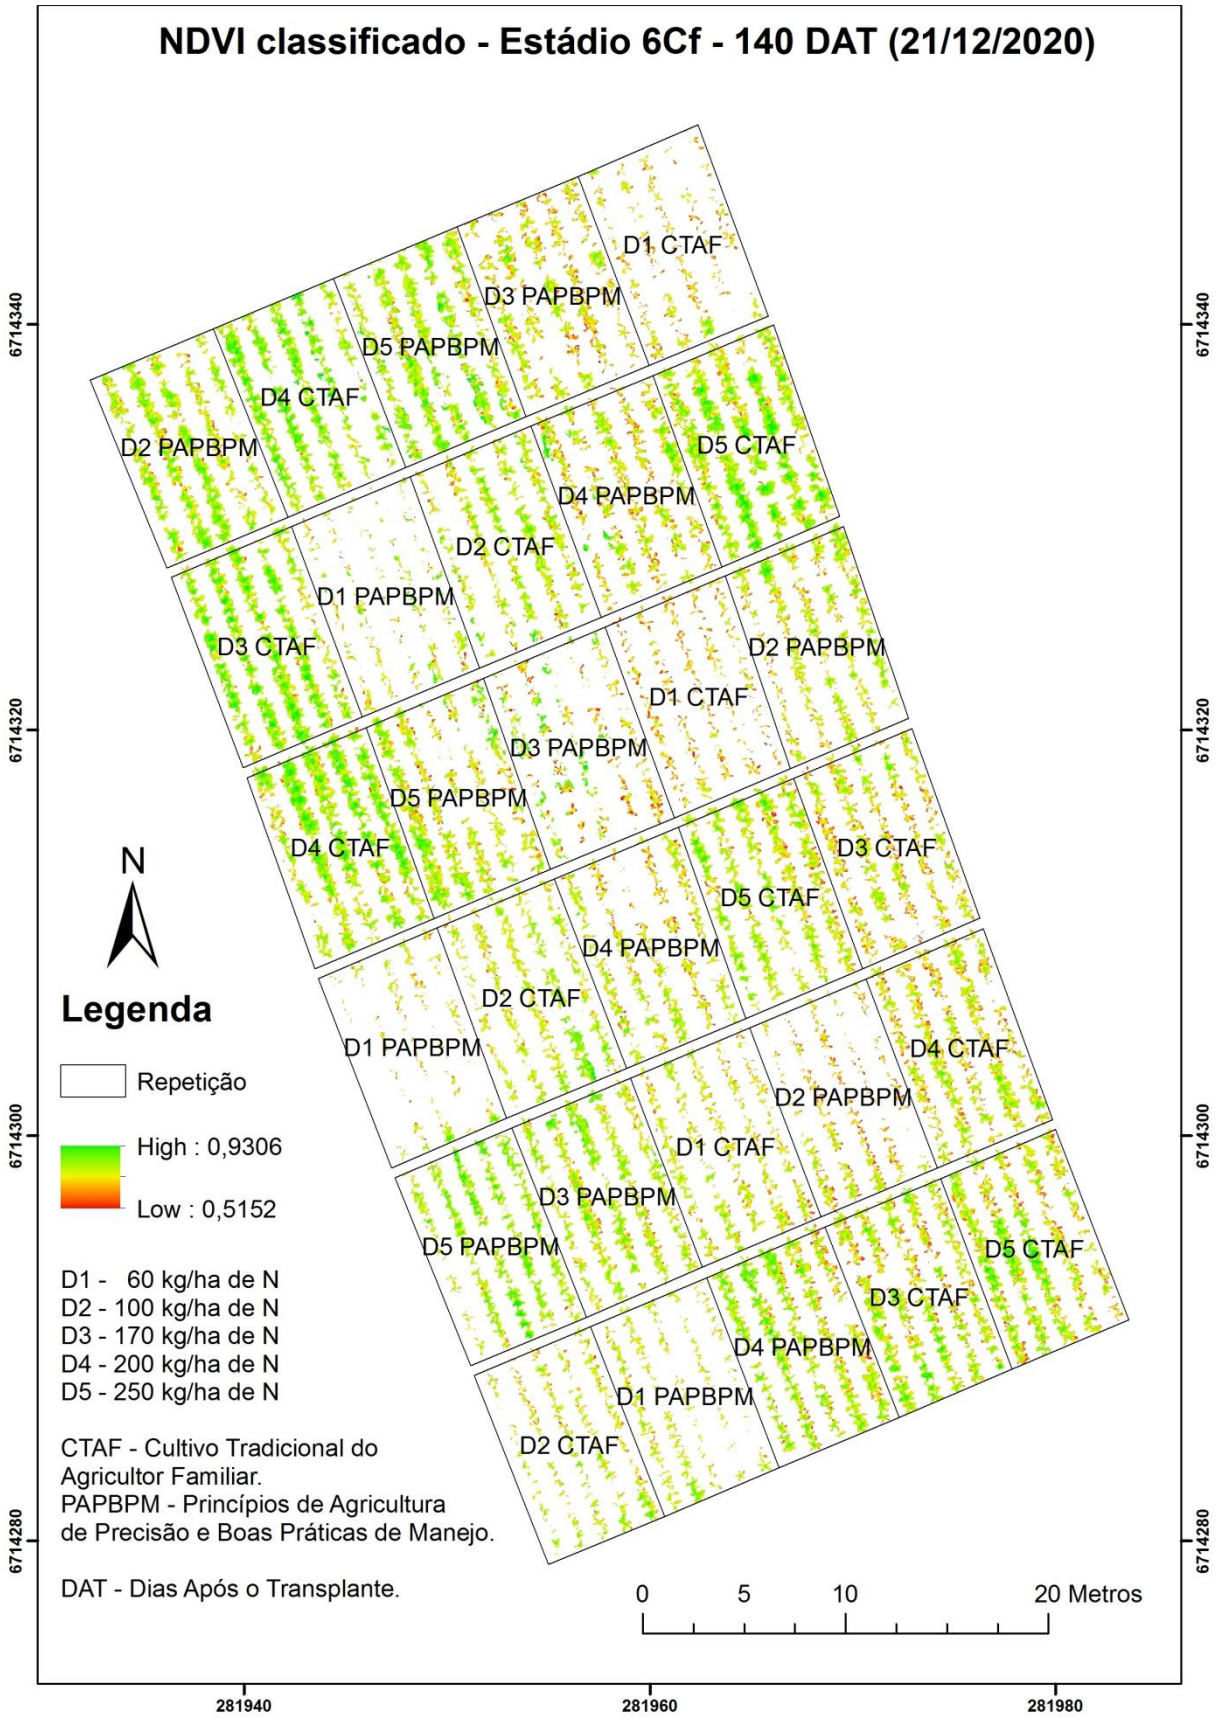 NDVI classificado - Estádio 6Cf - 140 DAT (21/12/2020)
D1 CTAF
D3 PAPBPM
D5 PAPBPM
D4 CTAF
D2 PAPBPM
6714340
6714340
D5 CTAF
D4 PAPBPM
D2 CTAF
D1 PAPBPM
D3 CTAF
D2 PAPBPM
D1 CTAF
D3 PAPBPM
D5 PAPBPM
D4 CTAF
6714320
6714320
D3 CTAF
D5 CTAF
D4 PAPBPM
D2 CTAF
D1 PAPBPM
D4 CTAF
D2 PAPBPM
D1 CTAF
D3 PAPBPM
D5 PAPBPM
6714300
6714300
D5 CTAF
D3 CTAF
D4 PAPBPM
D1 PAPBPM
D2 CTAF
N
Legenda
Repetição
High : 0,9306
Low : 0,5152
D1 - 60 kg/ha de N
D2 - 100 kg/ha de N
D3 - 170 kg/ha de N
D4 - 200 kg/ha de N
D5 - 250 kg/ha de N
CTAF - Cultivo Tradicional do
Agricultor Familiar.
PAPBPM - Princípios de Agricultura
de Precisão e Boas Práticas de Manejo.
DAT - Dias Após o Transplante.
6714280
6714280
0 5 10 20 Metros
281940 281960 281980